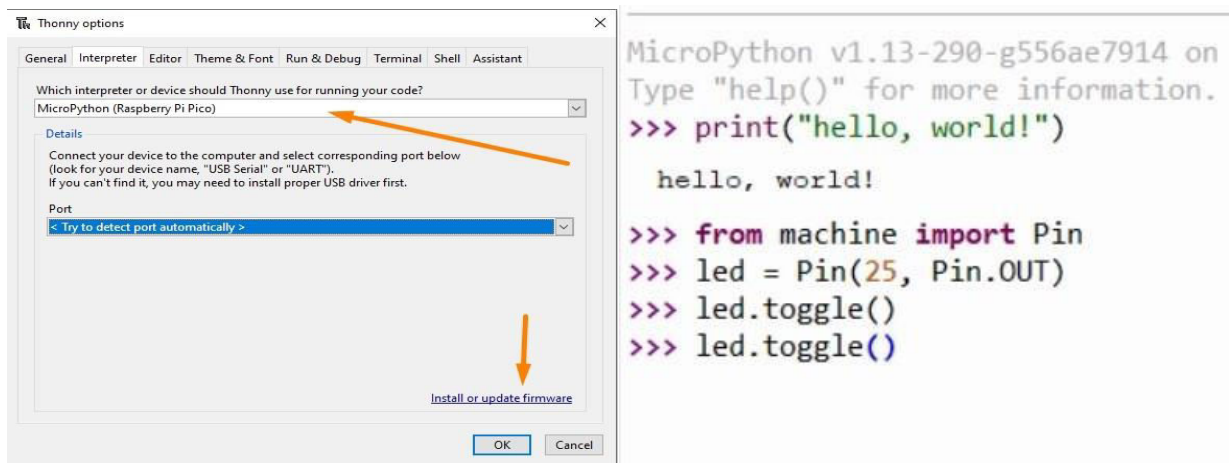 Thonny options
General Interpreter Editor Theme & Font Run & Debug Terminal Shell Assistant
Which interpreter or device should Thonny use for running your code?
MicroPython (Raspberry Pi Pico)
Details
Connect your device to the computer and select corresponding port below
(look for your device name, "USB Serial" or "UART").
If you can't find it, you may need to install proper USB driver first.
Port
< Try to detect port automatically >
Install or update firmware
OK Cancel
MicroPython v1.13-290-g556ae7914 on
Type "help()" for more information.
>>> print("hello, world!")
hello, world!
>>> from machine import Pin
>>> led = Pin(25, Pin.OUT)
>>> led.toggle()
>>> led.toggle()